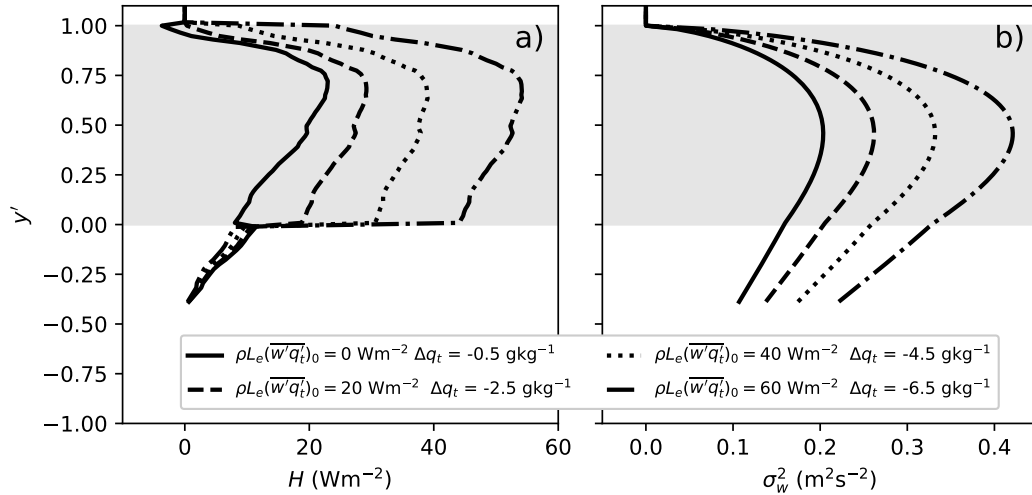 a)
b)
1.00
0.75
0.50
0.25
0.00
−0.25
−0.50
−0.75
−1.00
y′
ρLₑ(w′q′ₜ)₀ = 0 Wm⁻² Δqₜ = -0.5 gkg⁻¹
ρLₑ(w′q′ₜ)₀ = 20 Wm⁻² Δqₜ = -2.5 gkg⁻¹
ρLₑ(w′q′ₜ)₀ = 40 Wm⁻² Δqₜ = -4.5 gkg⁻¹
ρLₑ(w′q′ₜ)₀ = 60 Wm⁻² Δqₜ = -6.5 gkg⁻¹
0 20 40 60
H (Wm⁻²)
0.0 0.1 0.2 0.3 0.4
σ²_w (m²s⁻²)